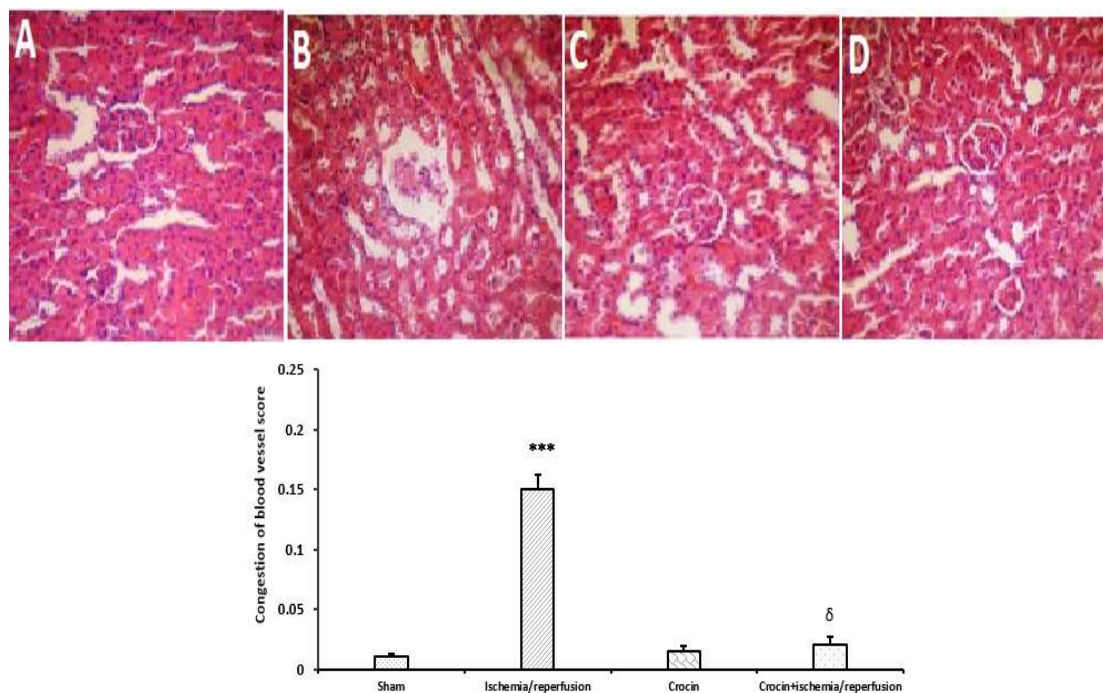 A
B
C
D
0.25
0.2
0.15
0.1
0.05
0
Congestion of blood vessel score
***
δ
Sham
Ischemia/reperfusion
Crocin
Crocin+ischemia/reperfusion